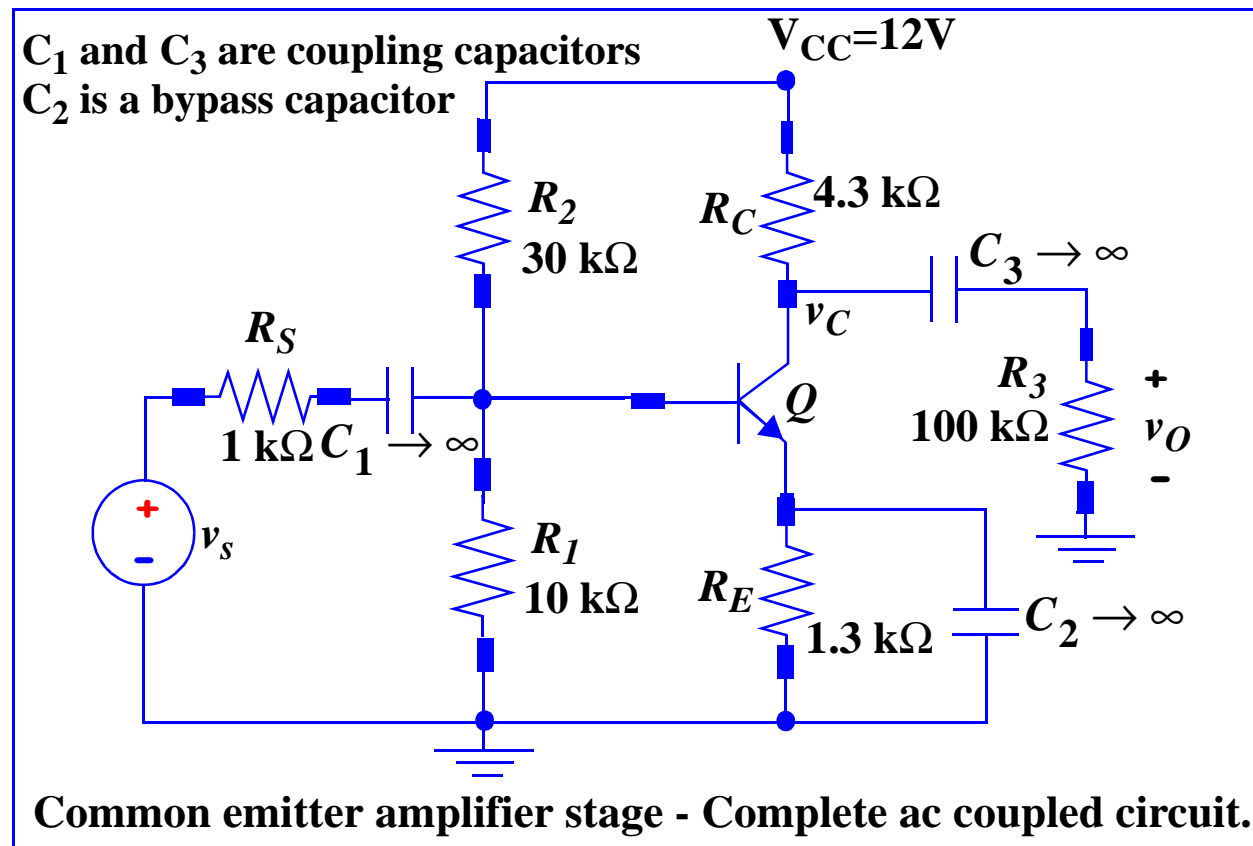 C1 and C3 are coupling capacitors
C2 is a bypass capacitor
VCC=12V
R2
30 kΩ
RC
4.3 kΩ
C3 → ∞
vC
RS
1 kΩ
C1 → ∞
Q
R3
100 kΩ
+
vO
-
+
-
vs
R1
10 kΩ
RE
1.3 kΩ
C2 → ∞
Common emitter amplifier stage - Complete ac coupled circuit.